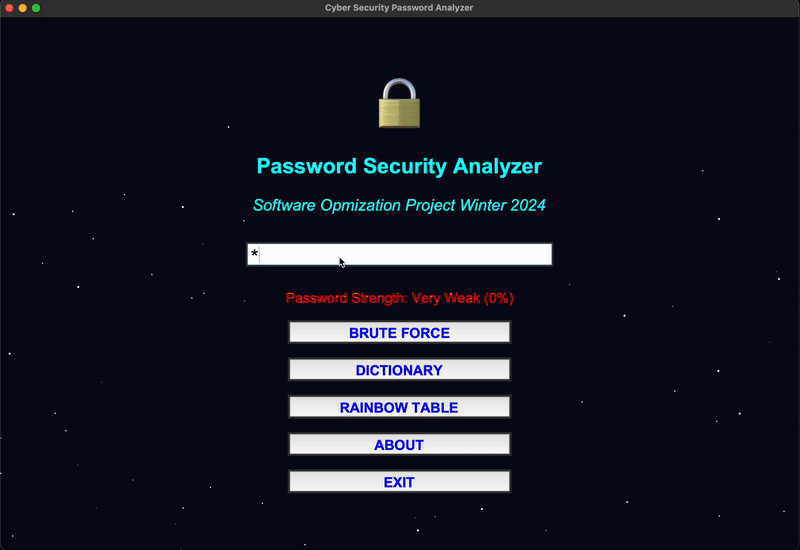 Cyber Security Password Analyzer
Password Security Analyzer
Software Opmization Project Winter 2024
*
Password Strength: Very Weak (0%)
BRUTE FORCE
DICTIONARY
RAINBOW TABLE
ABOUT
EXIT